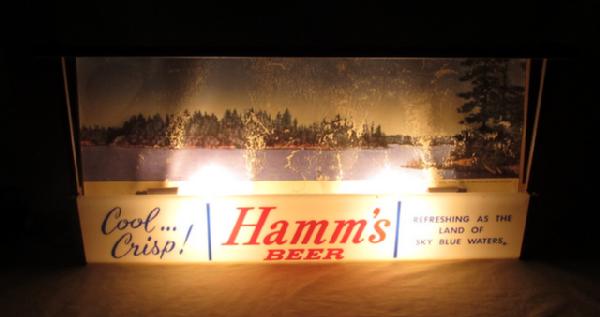 Cool...
Crisp!
Hamm's
BEER
REFRESHING AS THE
LAND OF
SKY BLUE WATERS®